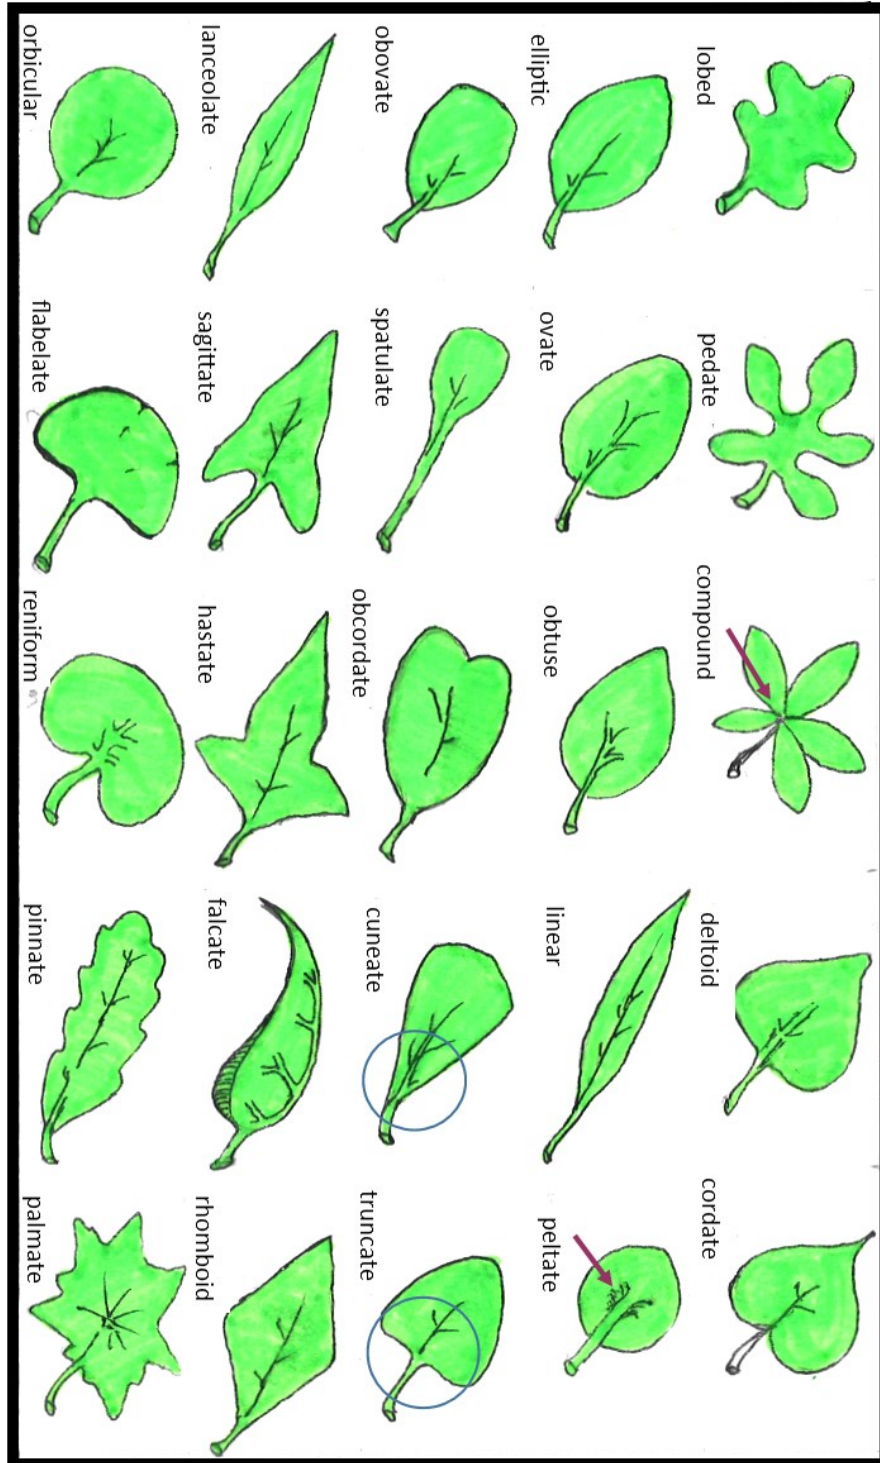 lobed
pedate
compound
deltoid
cordate
elliptic
ovate
obtuse
linear
peltate
obovate
spatulate
obcordate
cuneate
truncate
lanceolate
sagittate
hastate
falcate
rhomboid
orbicular
flabelate
reniform
pinnate
palmate